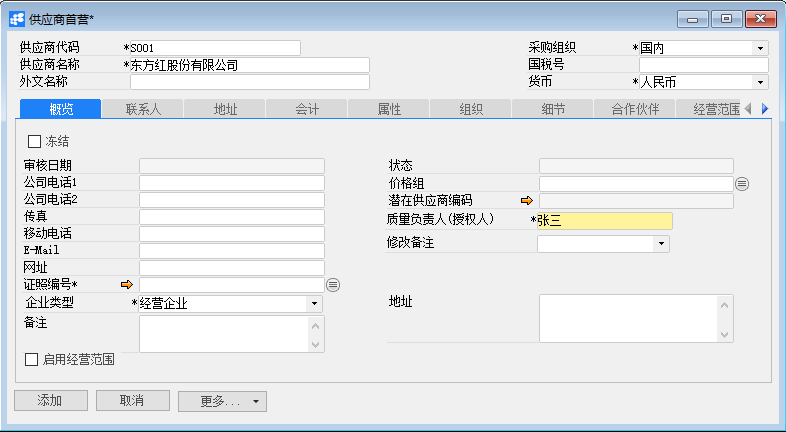 供应商首营*
供应商代码 *S001 采购组织 *国内
供应商名称 *东方红股份有限公司 国税号
外文名称 货币 *人民币
概览 联系人 地址 会计 属性 组织 细节 合作伙伴 经营范围
冻结
审核日期 状态
公司电话1 价格组
公司电话2 潜在供应商编码
传真 质量负责人(授权人) *张三
移动电话
修改备注
E-Mail
网址
证照编号*
企业类型 *经营企业 地址
备注
启用经营范围
添加 取消 更多...